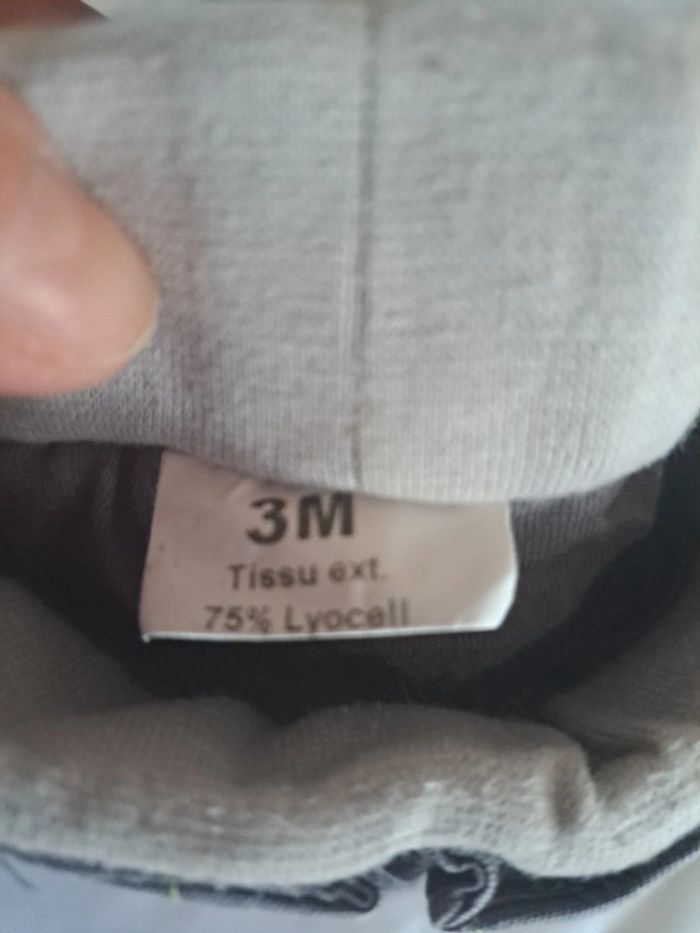 3M
Tissu ext.
75% Lyocell